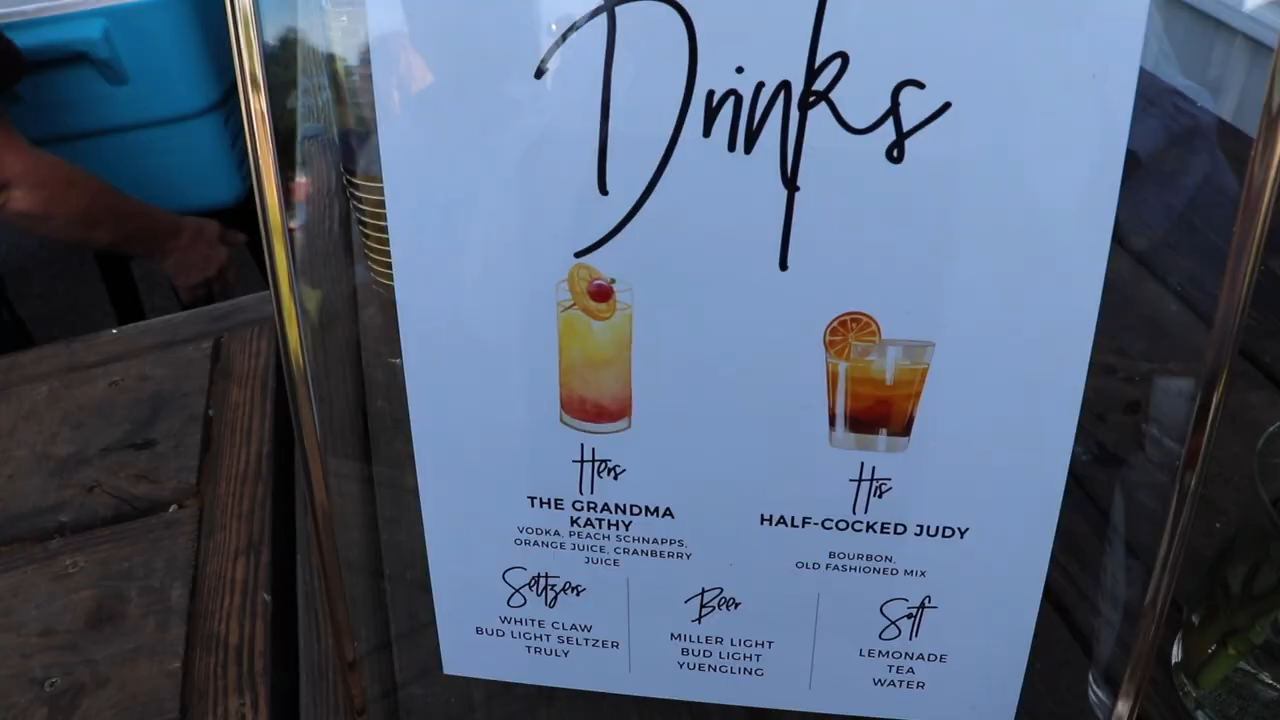 Drinks
Hers
THE GRANDMA
KATHY
VODKA, PEACH SCHNAPPS,
ORANGE JUICE, CRANBERRY
JUICE
His
HALF-COCKED JUDY
BOURBON,
OLD FASHIONED MIX
Seltzers
WHITE CLAW
BUD LIGHT SELTZER
TRULY
Beer
MILLER LIGHT
BUD LIGHT
YUENGLING
Soft
LEMONADE
TEA
WATER